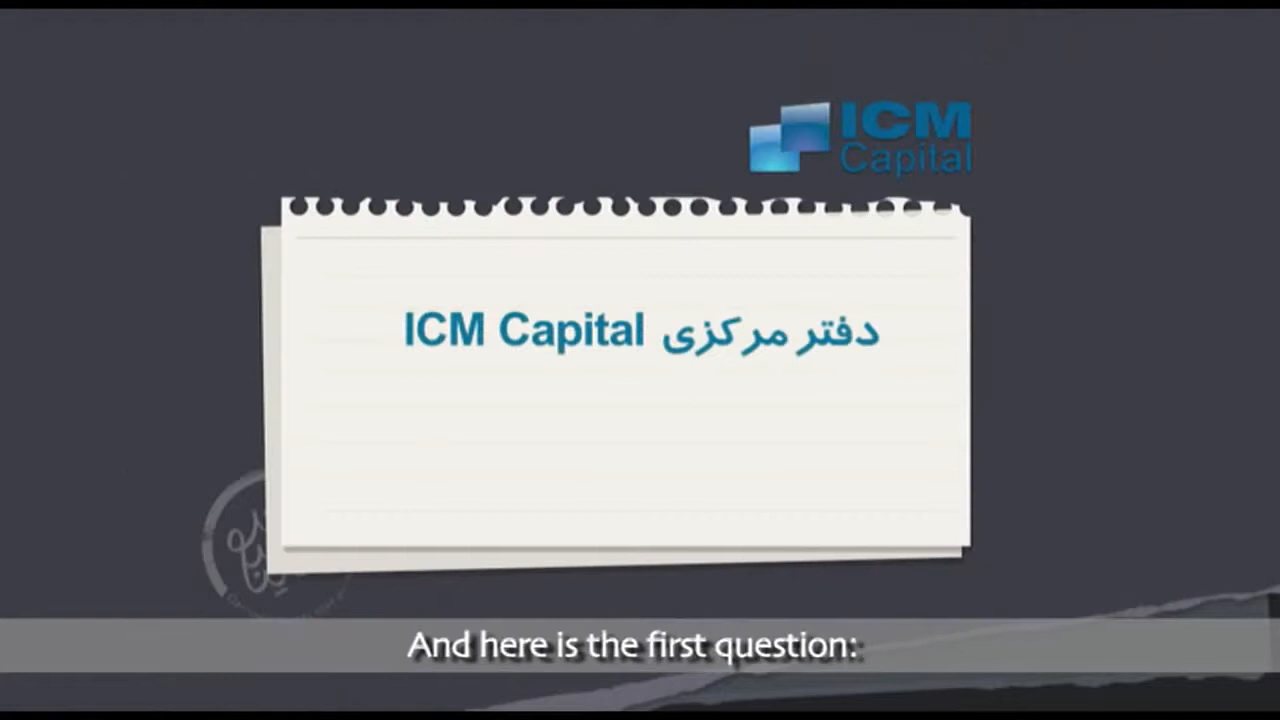 ICM
Capital
دفتر مرکزی ICM Capital
And here is the first question: